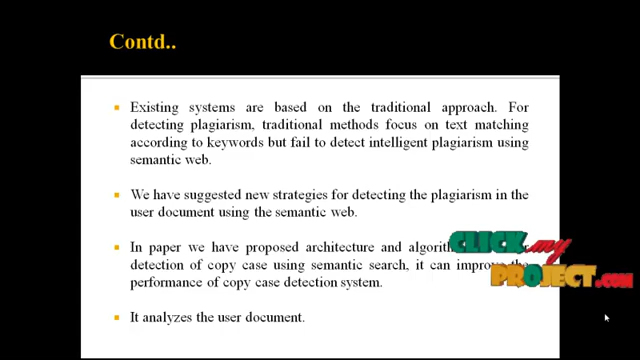 Contd..
Existing systems are based on the traditional approach. For
detecting plagiarism, traditional methods focus on text matching
according to keywords but fail to detect intelligent plagiarism using
semantic web.
We have suggested new strategies for detecting the plagiarism in the
user document using the semantic web.
In paper we have proposed architecture and
detection of copy case using semantic search, it can improve the
performance of copy case detection system.
It analyzes the user document.
CLICK my
PROJECT.com